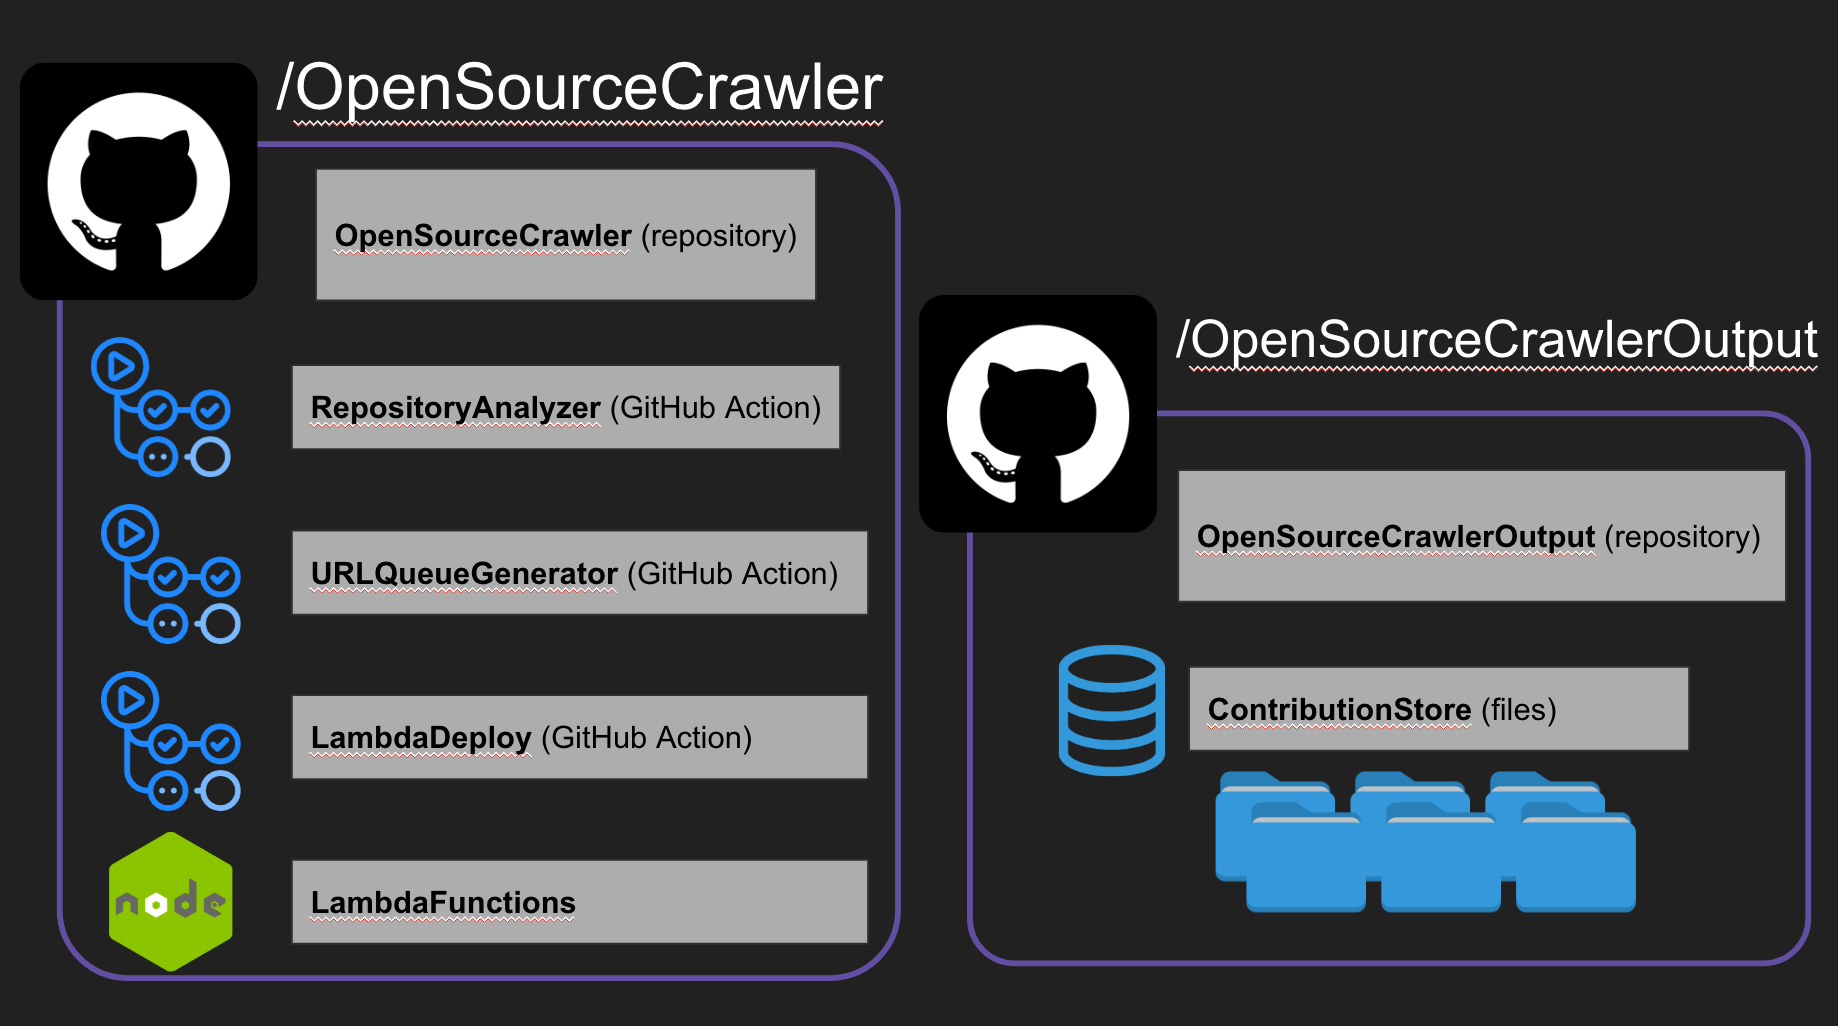 /OpenSourceCrawler
OpenSourceCrawler (repository)
RepositoryAnalyzer (GitHub Action)
URLQueueGenerator (GitHub Action)
LambdaDeploy (GitHub Action)
node
LambdaFunctions
/OpenSourceCrawlerOutput
OpenSourceCrawlerOutput (repository)
ContributionStore (files)